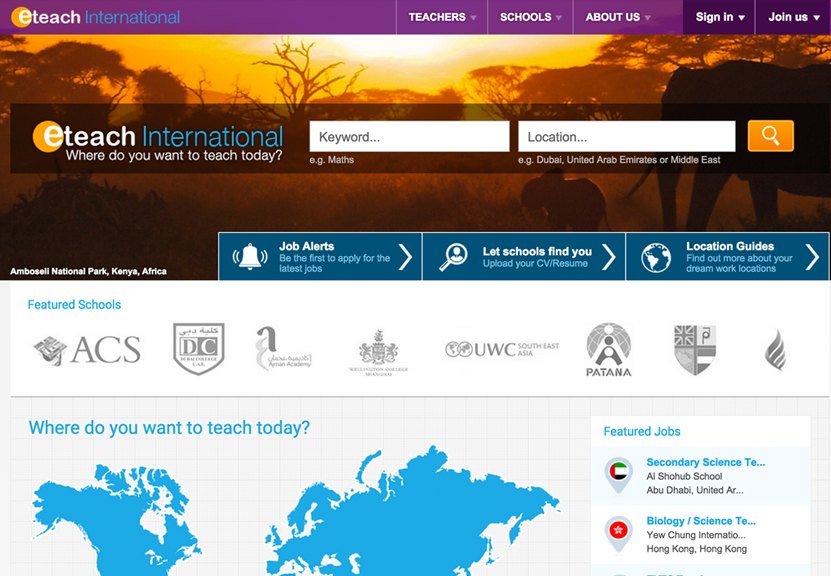 eteach International
TEACHERS
SCHOOLS
ABOUT US
Sign in
Join us
eteach International
Where do you want to teach today?
Keyword...
e.g. Maths
Location...
e.g. Dubai, United Arab Emirates or Middle East
Amboseli National Park, Kenya, Africa
Job Alerts
Be the first to apply for the
latest jobs
Let schools find you
Upload your CV/Resume
Location Guides
Find out more about your
dream work locations
Featured Schools
ACS
كلية دبي
DC
DUBAI COLLEGE
U.A.E.
Ajman Academy
WELLINGTON COLLEGE
UWC SOUTH EAST
ASIA
PATANA
P
Where do you want to teach today?
Featured Jobs
Secondary Science Te...
Al Shohub School
Abu Dhabi, United Ar...
Biology / Science Te...
Yew Chung Internatio...
Hong Kong, Hong Kong